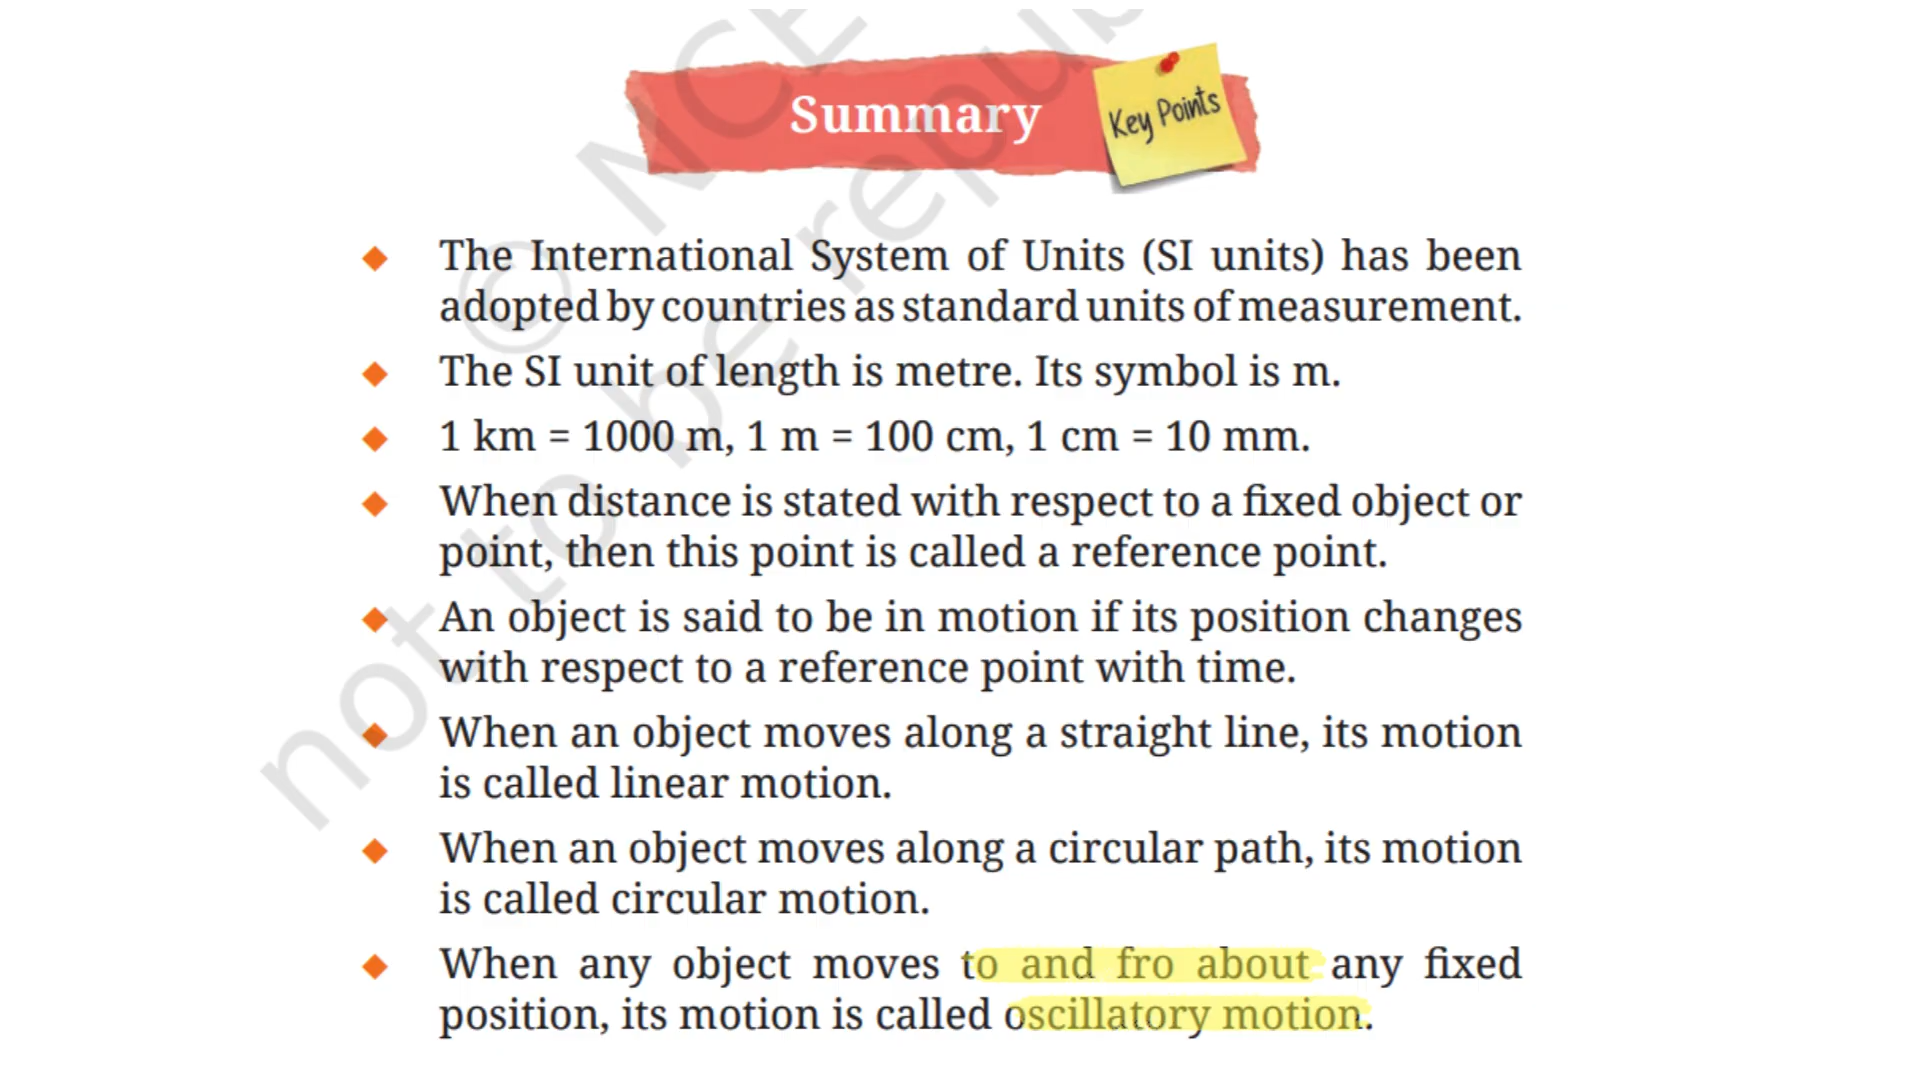 Summary
Key Points
The International System of Units (SI units) has been
adopted by countries as standard units of measurement.
The SI unit of length is metre. Its symbol is m.
1 km = 1000 m, 1 m = 100 cm, 1 cm = 10 mm.
When distance is stated with respect to a fixed object or
point, then this point is called a reference point.
An object is said to be in motion if its position changes
with respect to a reference point with time.
When an object moves along a straight line, its motion
is called linear motion.
When an object moves along a circular path, its motion
is called circular motion.
When any object moves to and fro about any fixed
position, its motion is called oscillatory motion.
© NCE
not to be repub